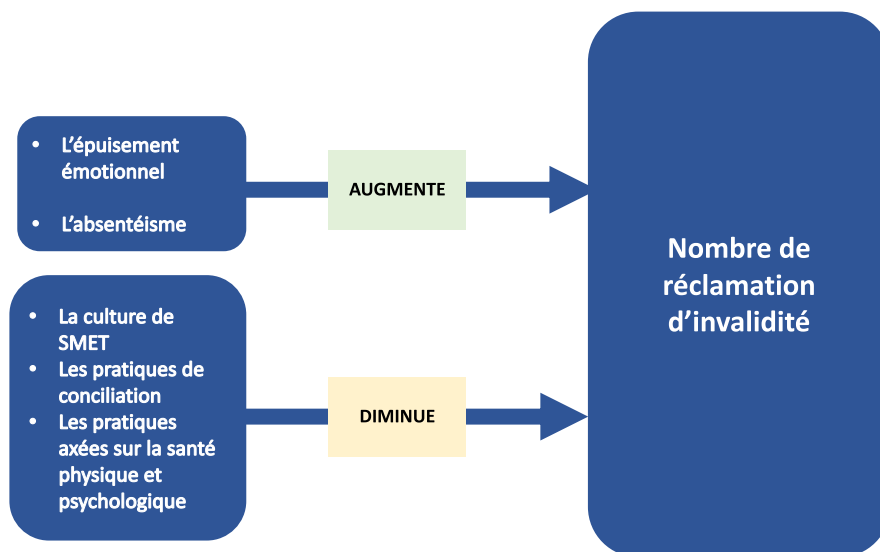 • L'épuisement
émotionnel
• L'absentéisme
AUGMENTE
• La culture de
SMET
• Les pratiques de
conciliation
• Les pratiques
axées sur la santé
physique et
psychologique
DIMINUE
Nombre de
réclamation
d'invalidité